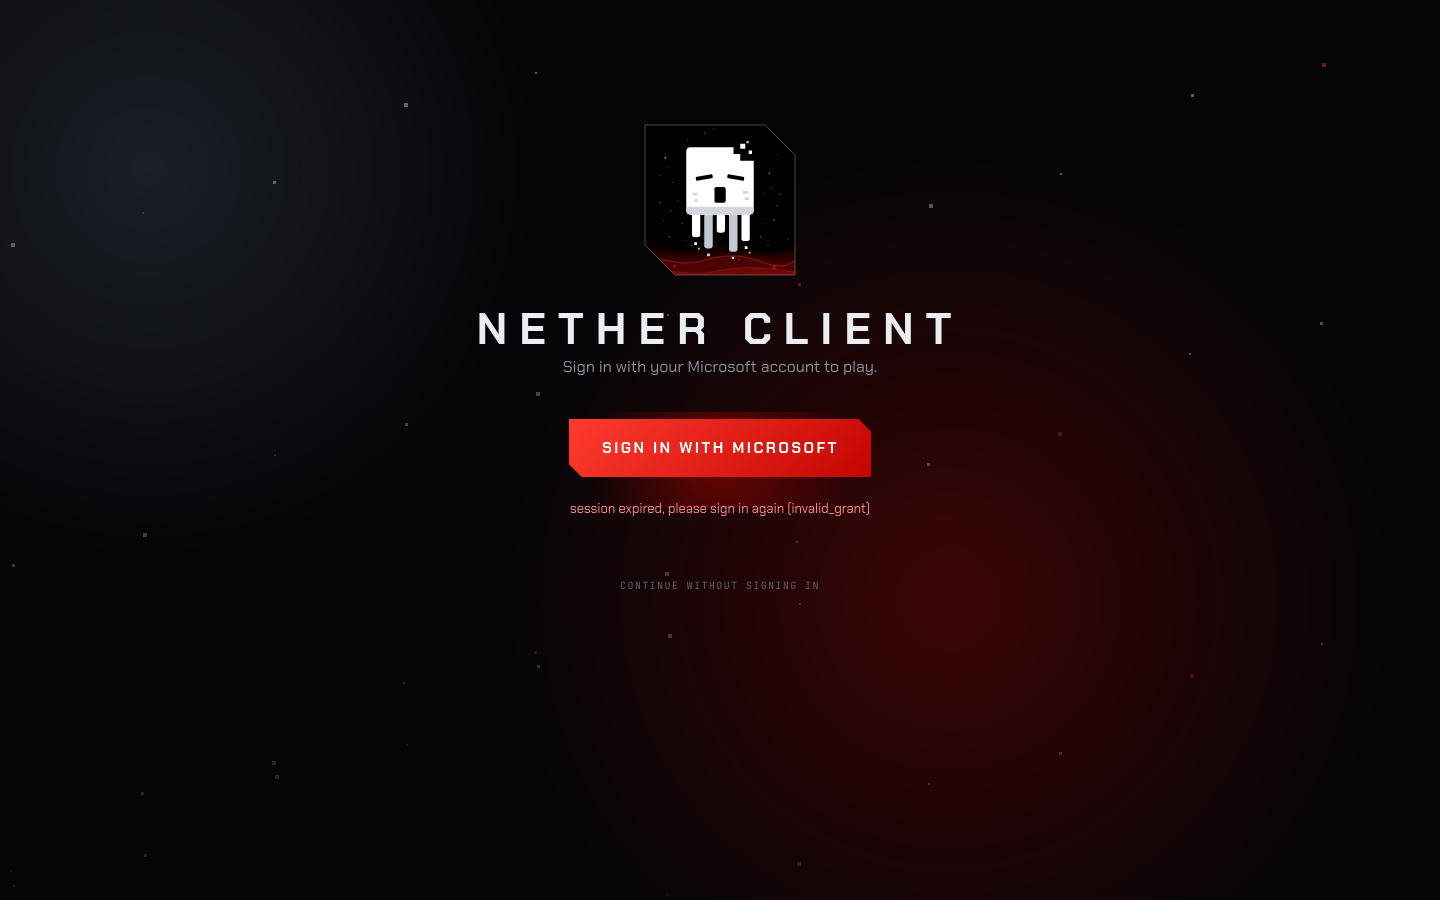 NETHER CLIENT
Sign in with your Microsoft account to play.
SIGN IN WITH MICROSOFT
session expired, please sign in again (invalid_grant)
CONTINUE WITHOUT SIGNING IN